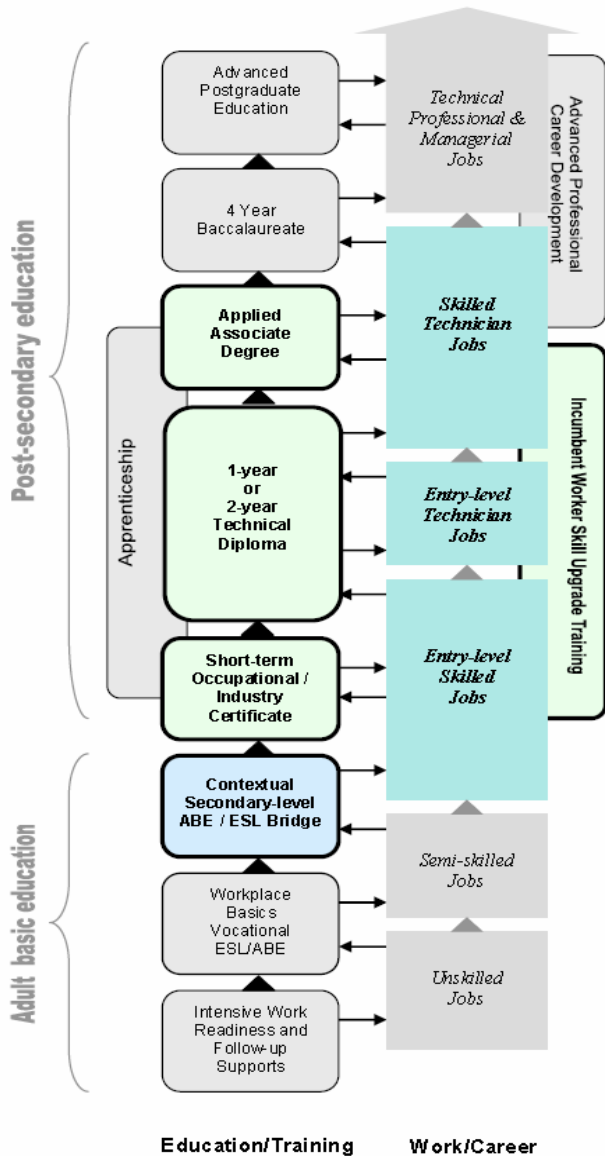 Advanced
Postgraduate
Education
Technical
Professional &
Managerial
Jobs
Advanced Professional
Career Development
4 Year
Baccalaureate
Post-secondary education
Applied
Associate
Degree
Skilled
Technician
Jobs
Apprenticeship
1-year
or
2-year
Technical
Diploma
Entry-level
Technician
Jobs
Incumbent Worker Skill Upgrade Training
Short-term
Occupational /
Industry
Certificate
Entry-level
Skilled
Jobs
Adult basic education
Contextual
Secondary-level
ABE / ESL Bridge
Semi-skilled
Jobs
Workplace
Basics
Vocational
ESL/ABE
Unskilled
Jobs
Intensive Work
Readiness and
Follow-up
Supports
Education/Training
Work/Career